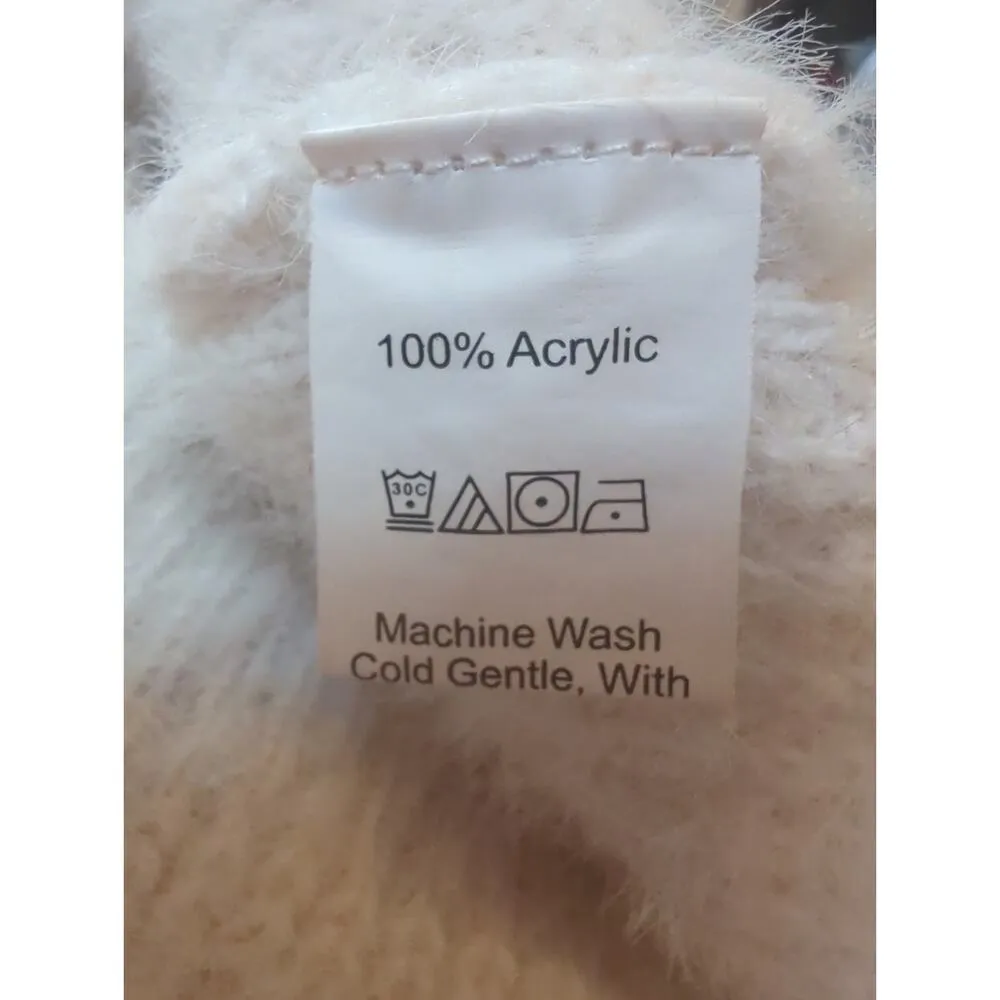 100% Acrylic
30C
Machine Wash
Cold Gentle, With